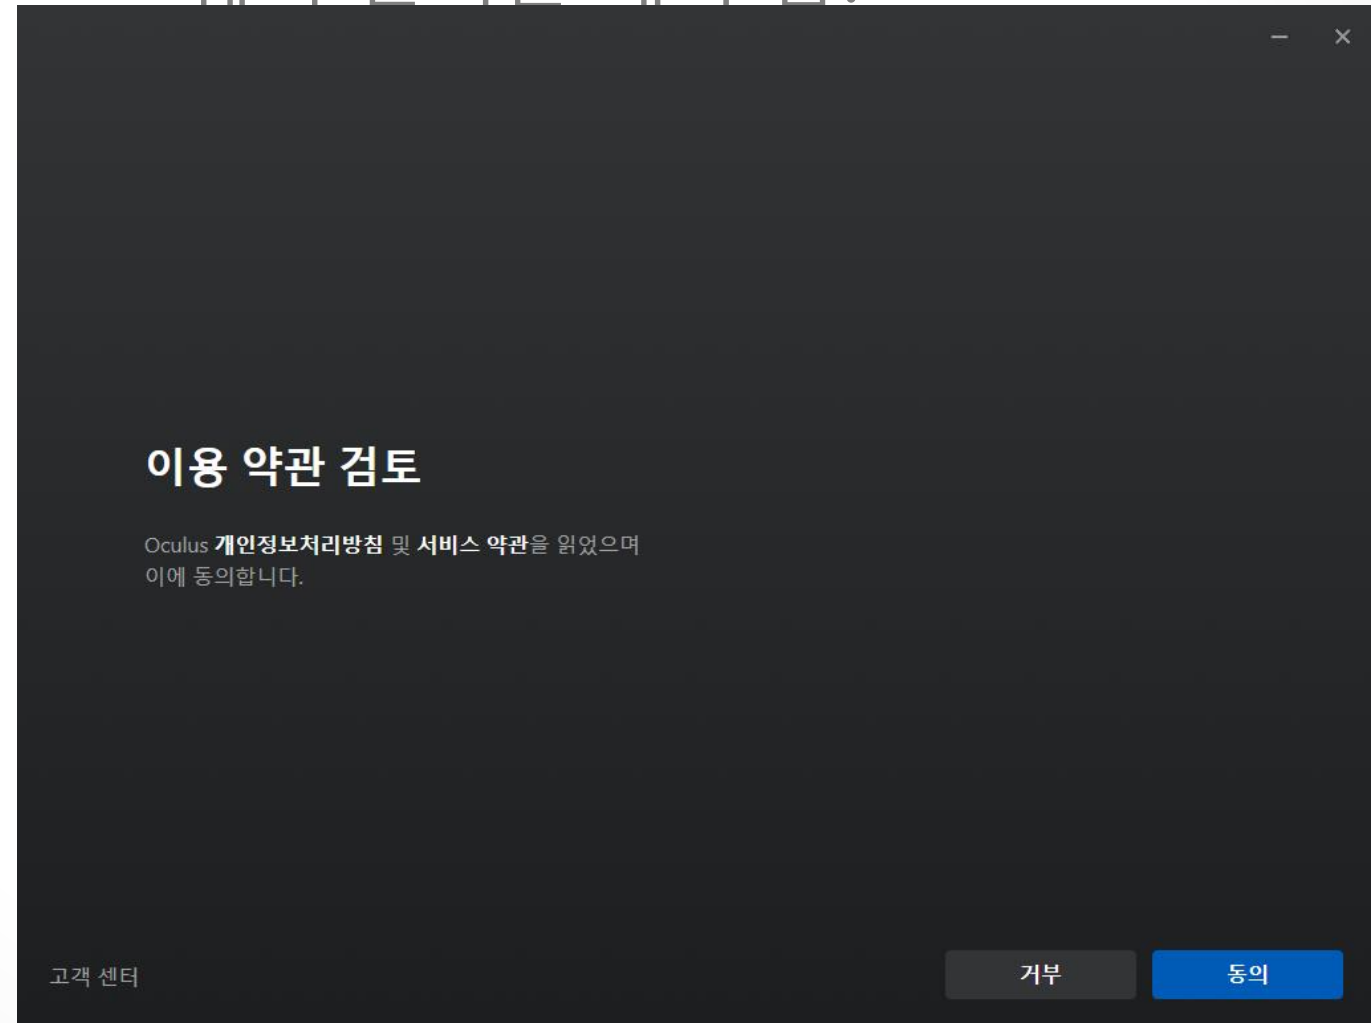 이용 약관 검토
Oculus 개인정보처리방침 및 서비스 약관을 읽었으며
이에 동의합니다.
고객 센터
거부
동의